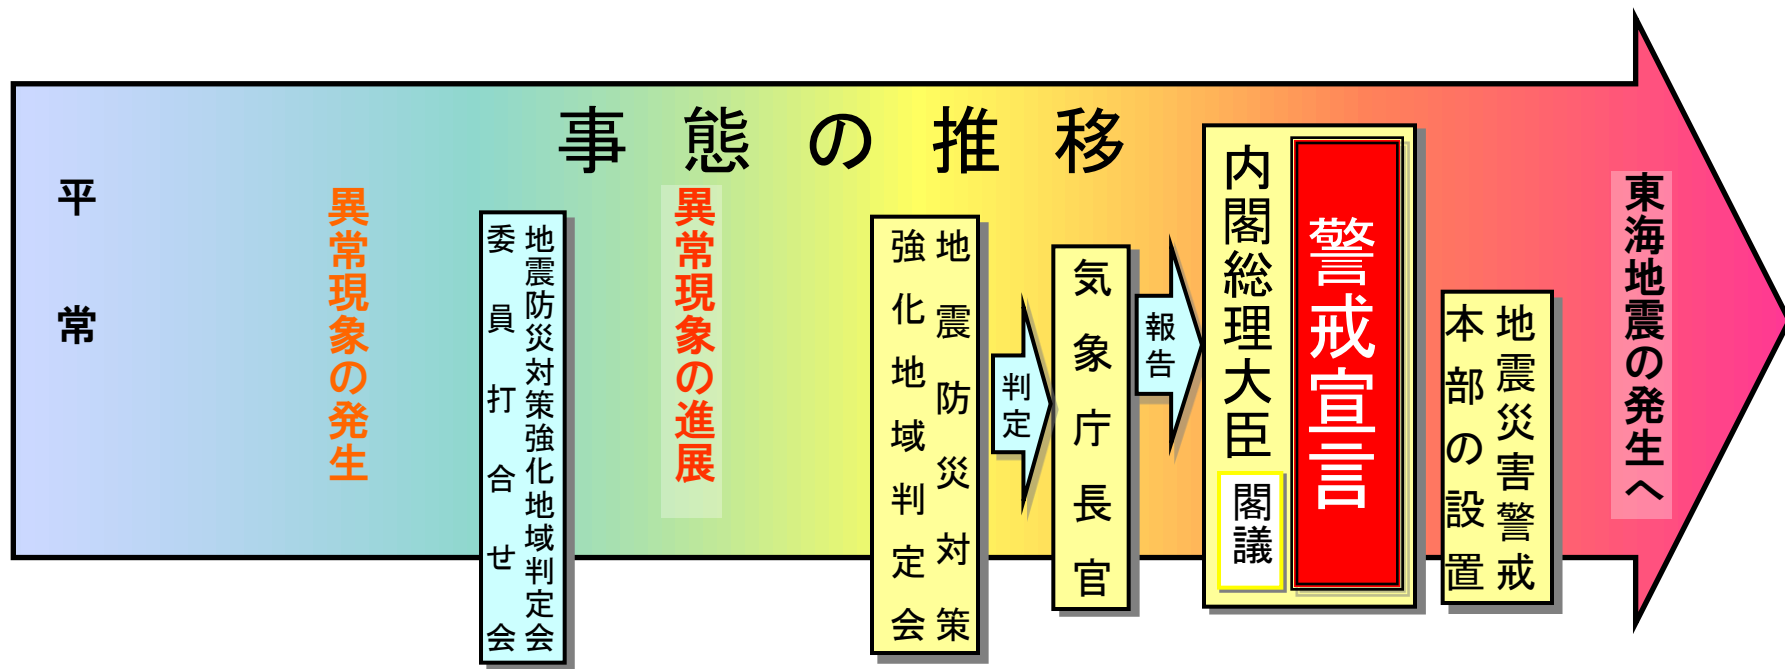 事態の推移
平常
異常現象の発生
地震防災対策強化地域判定会
委員打合せ会
異常現象の進展
地震防災対策
強化地域判定会
判定
気象庁長官
報告
内閣総理大臣
閣議
警戒宣言
地震災害警戒
本部の設置
東海地震の発生へ